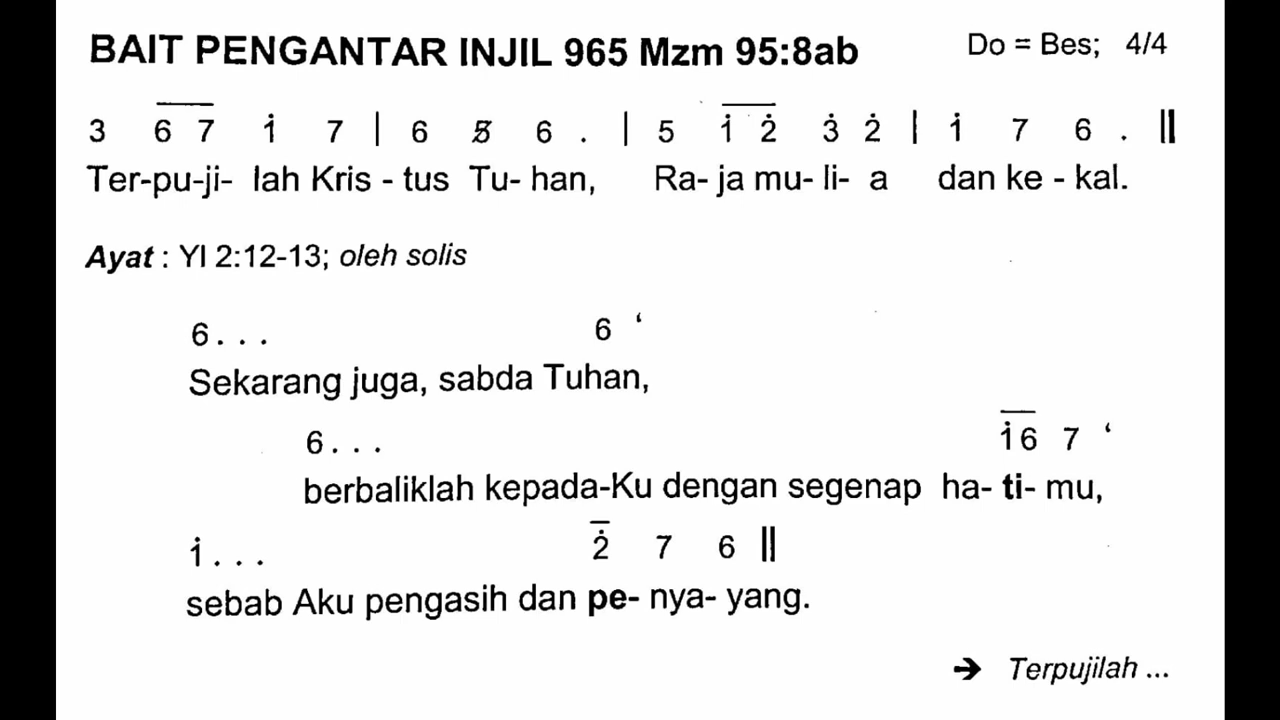 BAIT PENGANTAR INJIL 965 Mzm 95:8ab Do = Bes; 4/4
3 6̅ 7̅ 1̇ 7 | 6 5̸ 6 . | 5 1̇̅ 2̇̅ 3̇ 2̇ | 1̇ 7 6 . ||
Ter-pu-ji- lah Kris - tus Tu- han, Ra- ja mu- li- a dan ke - kal.
Ayat : Yl 2:12-13; oleh solis
6 . . . 6 ‘
Sekarang juga, sabda Tuhan,
6 . . . 1̇̅6̅ 7 ‘
berbaliklah kepada-Ku dengan segenap ha- ti- mu,
1̇ . . . 2̇̅ 7 6 ||
sebab Aku pengasih dan pe- nya- yang.
→ Terpujilah ...